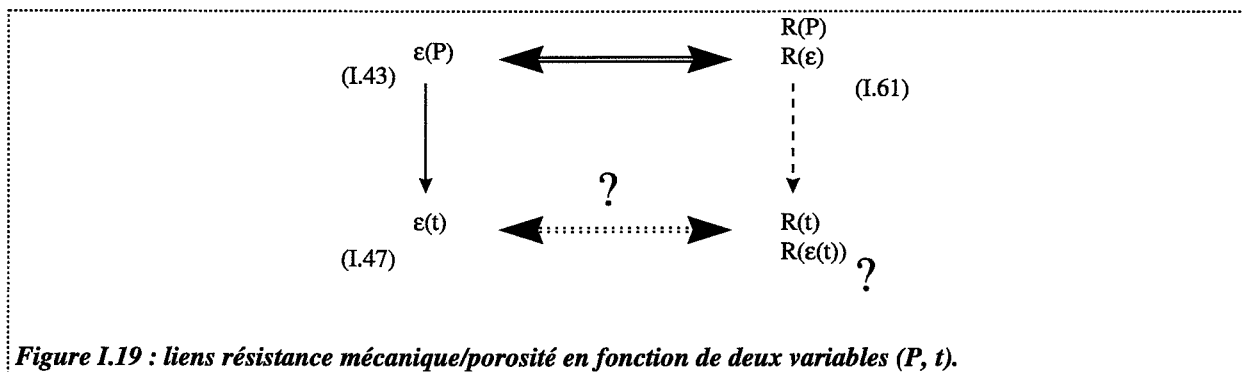 R(P)
ε(P) R(ε)
(I.43) (I.61)
?
ε(t) R(t)
R(ε(t))
(I.47) ?
Figure I.19 : liens résistance mécanique/porosité en fonction de deux variables (P, t).